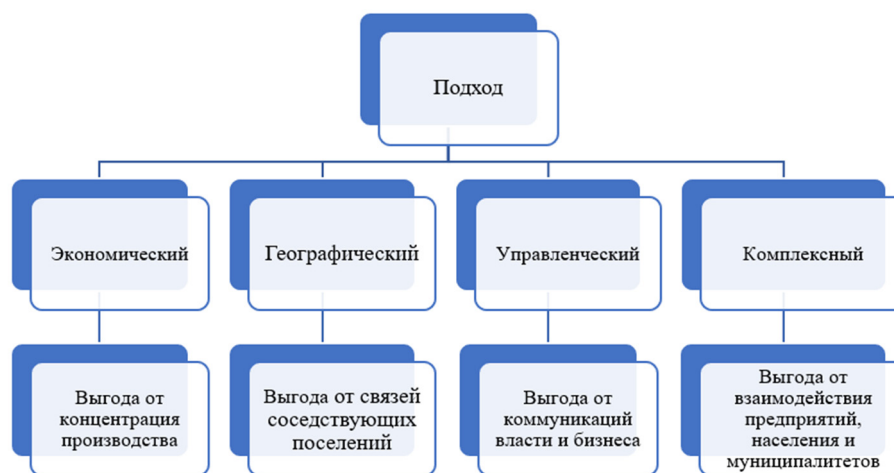 Подход
Экономический
Географический
Управленческий
Комплексный
Выгода от
концентрация
производства
Выгода от связей
соседствующих
поселений
Выгода от
коммуникаций
власти и бизнеса
Выгода от
взаимодействия
предприятий,
населения и
муниципалитетов